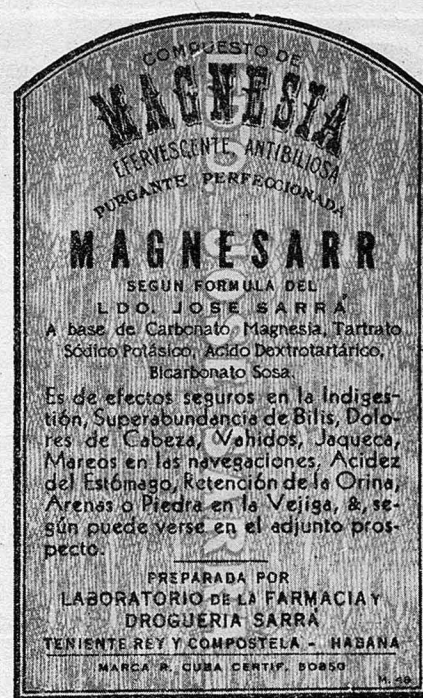 COMPUESTO DE
MAGNESIA
EFERVESCENTE, ANTIBILIOSA
PURGANTE PERFECCIONADA
MAGNESARR
SEGUN FORMULA DEL
LDO. JOSE SARRÁ
A base de Carbonato, Magnesia, Tartrato
Sódico Potásico, Acido Dextrotartárico,
Bicarbonato Sosa.
Es de efectos seguros en la Indiges-
tión, Superabundancia de Bilis, Dolo-
res de Cabeza, Vahidos, Jaqueca,
Mareos en las navegaciones, Acidez
del Estómago, Retención de la Orina,
Arenas o Piedra en la Vejiga, &, se-
gún puede verse en el adjunto pros-
pecto.
PREPARADA POR
LABORATORIO DE LA FARMACIA Y
DROGUERIA SARRÁ
TENIENTE REY Y COMPOSTELA - HABANA
MARCA R. CUBA CERTIF. 50850
M. 48